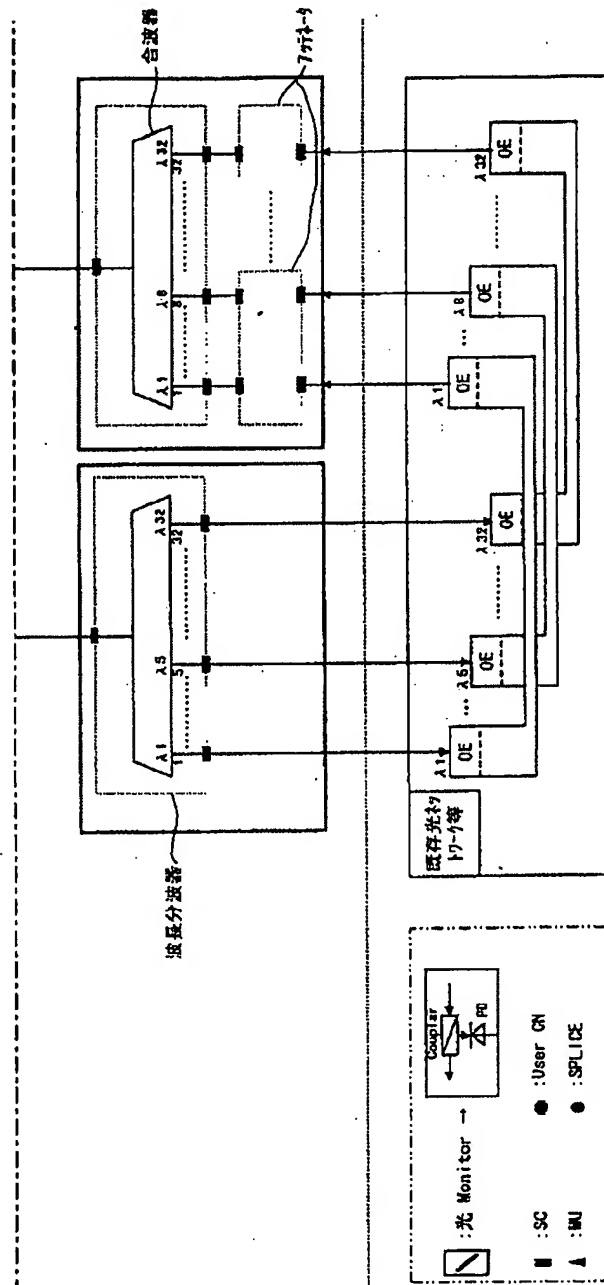 合波器
アッテネータ
λ1
1
λ8
8
λ32
32
波長分波器
λ1
1
λ5
5
λ32
32
既存光ネッ
トワーク等
λ1
OE
λ5
OE
λ32
OE
λ1
OE
λ8
OE
λ32
OE
:光 Monitor →
Coupler
PD
:SC
:User CN
:MU
:SPLICE